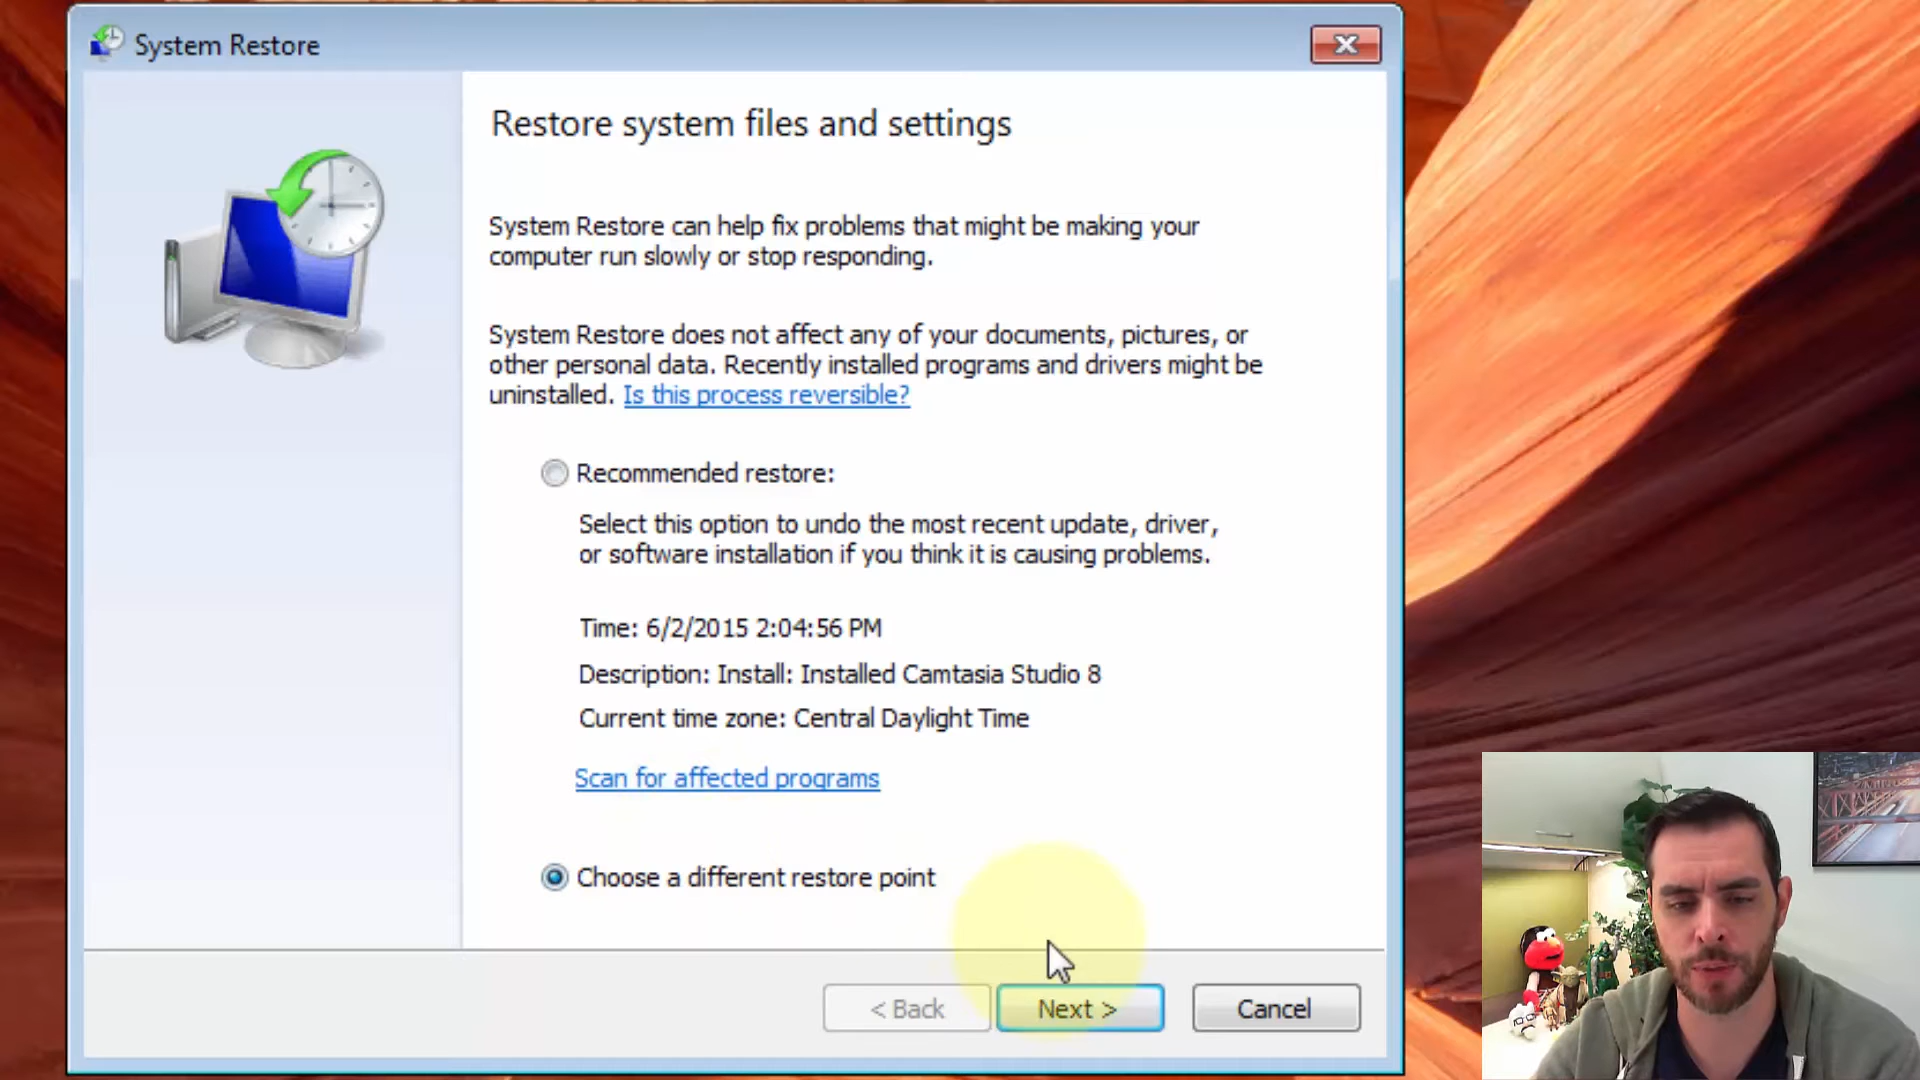 System Restore
Restore system files and settings
System Restore can help fix problems that might be making your
computer run slowly or stop responding.
System Restore does not affect any of your documents, pictures, or
other personal data. Recently installed programs and drivers might be
uninstalled. Is this process reversible?
Recommended restore:
Select this option to undo the most recent update, driver,
or software installation if you think it is causing problems.
Time: 6/2/2015 2:04:56 PM
Description: Install: Installed Camtasia Studio 8
Current time zone: Central Daylight Time
Scan for affected programs
Choose a different restore point
< Back Next > Cancel